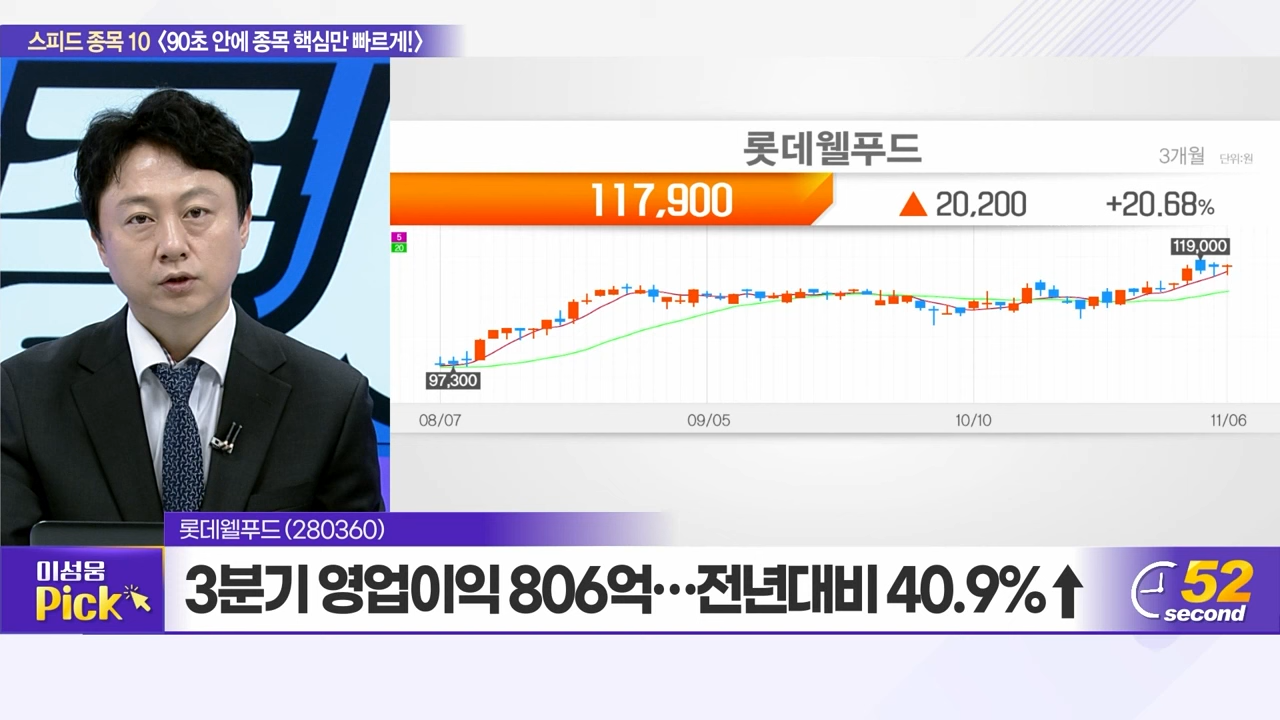 스피드 종목 10 〈90초 안에 종목 핵심만 빠르게!〉
롯데웰푸드
3개월 단위:원
117,900 ▲ 20,200 +20.68%
5
20
119,000
97,300
08/07 09/05 10/10 11/06
롯데웰푸드 (280360)
이성웅
Pick
3분기 영업이익 806억…전년대비 40.9%↑
52
second